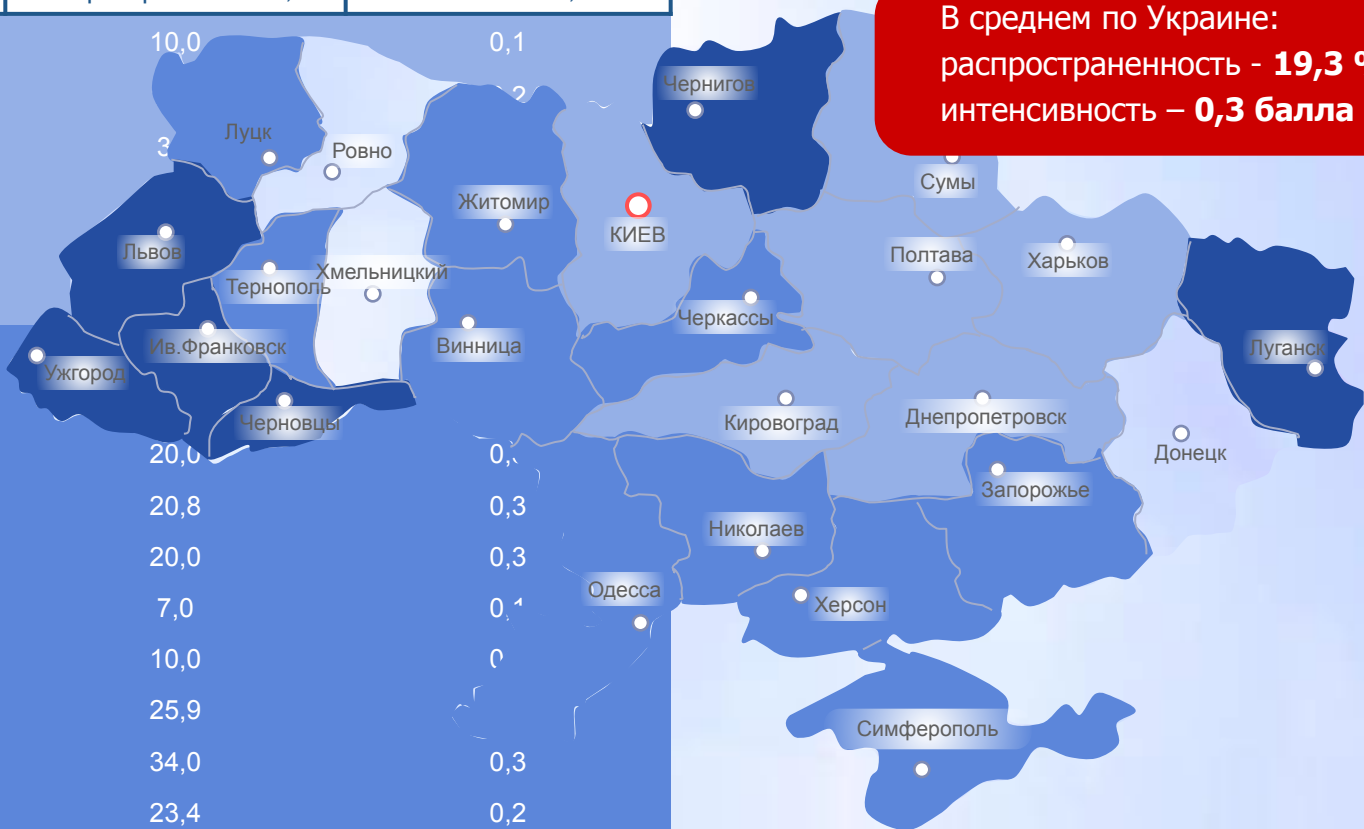 В среднем по Украине:
распространенность - 19,3 %
интенсивность – 0,3 балла
10,0 0,1
Чернигов
Луцк
Ровно
Сумы
Житомир
КИЕВ
Львов
Тернополь
Хмельницкий
Полтава
Харьков
Черкассы
Ив.Франковск
Винница
Луганск
Ужгород
Черновцы
Кировоград
Днепропетровск
Донецк
20,0
Запорожье
20,8 0,3
Николаев
20,0 0,3
Одесса
Херсон
7,0 0,1
10,0
25,9
Симферополь
34,0 0,3
23,4 0,2